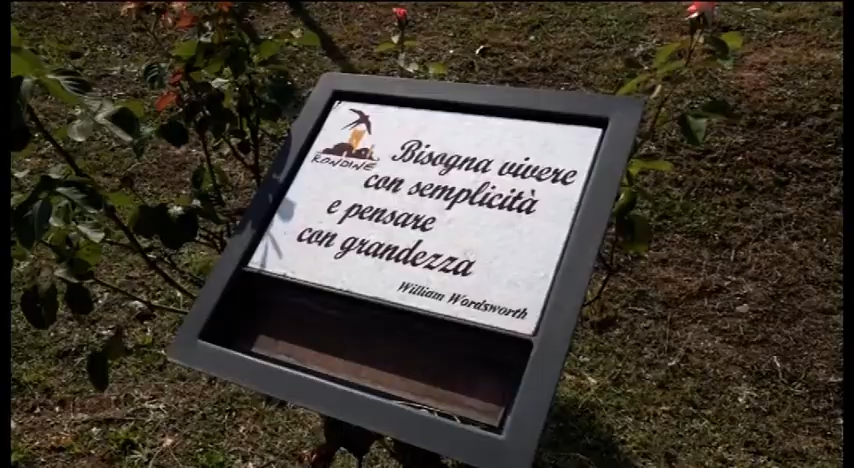 RONDINE
Bisogna vivere
con semplicità
e pensare
con grandezza
William Wordsworth